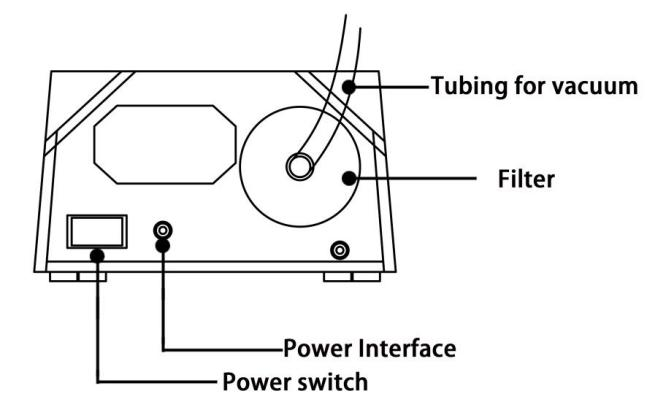 Tubing for vacuum
Filter
Power Interface
Power switch